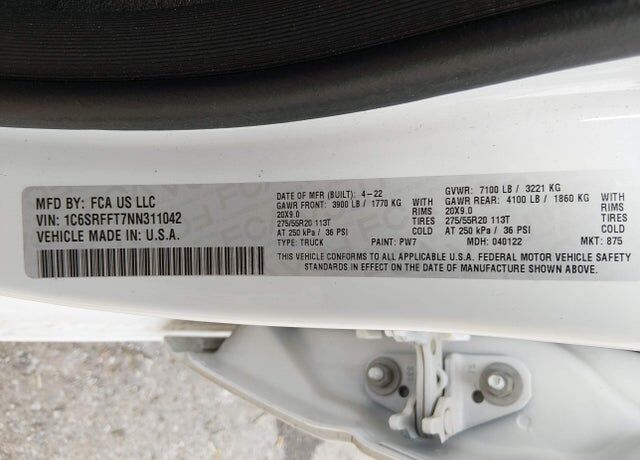 MFD BY: FCA US LLC
VIN: 1C6SRFFT7NN311042
VEHICLE MADE IN: U.S.A.
DATE OF MFR (BUILT): 4-22 GVWR: 7100 LB / 3221 KG
GAWR FRONT: 3900 LB / 1770 KG WITH GAWR REAR: 4100 LB / 1860 KG WITH
20X9.0 RIMS 20X9.0 RIMS
275/55R20 113T TIRES 275/55R20 113T TIRES
AT 250 kPa / 36 PSI COLD AT 250 kPa / 36 PSI COLD
TYPE: TRUCK PAINT: PW7 MDH: 040122 MKT: 875
THIS VEHICLE CONFORMS TO ALL APPLICABLE U.S.A. FEDERAL MOTOR VEHICLE SAFETY
STANDARDS IN EFFECT ON THE DATE OF MANUFACTURE SHOWN ABOVE.